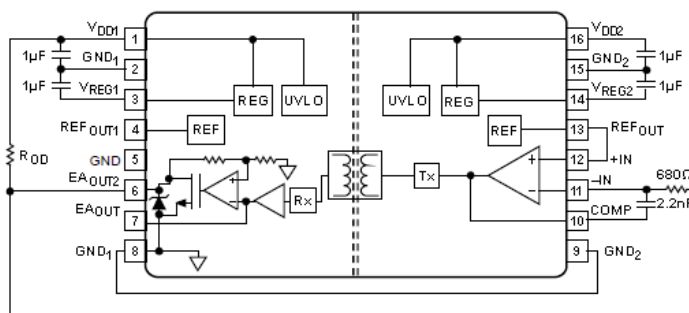 VDD1
1µF
GND1
1µF
VREG1
REFOUT1
ROD
GND
EAOUT2
EAOUT
GND1
1
2
3
4
5
6
7
8
REG
UVLO
REF
Rx
Tx
UVLO
REG
REF
16
15
14
13
12
11
10
9
VDD2
1µF
GND2
1µF
VREG2
REFOUT
+IN
–IN
680Ω
2.2nF
COMP
GND2
+
–
+
–